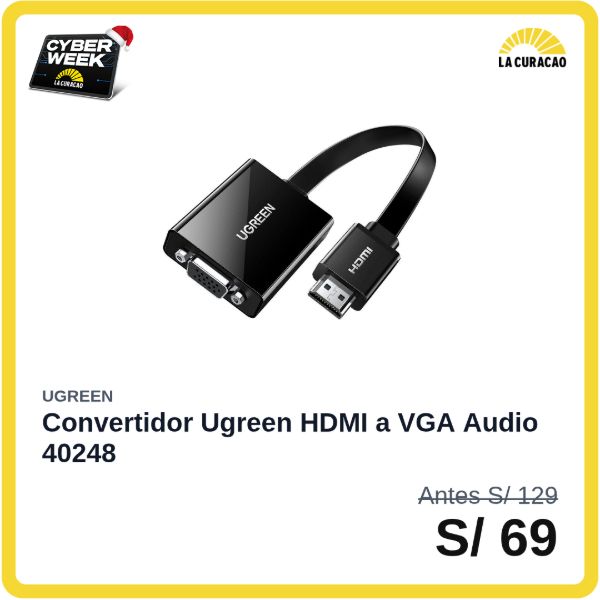 CYBER
WEEK
LA CURACAO
LA CURACAO
UGREEN
HDMI
UGREEN
Convertidor Ugreen HDMI a VGA Audio
40248
Antes S/ 129
S/ 69